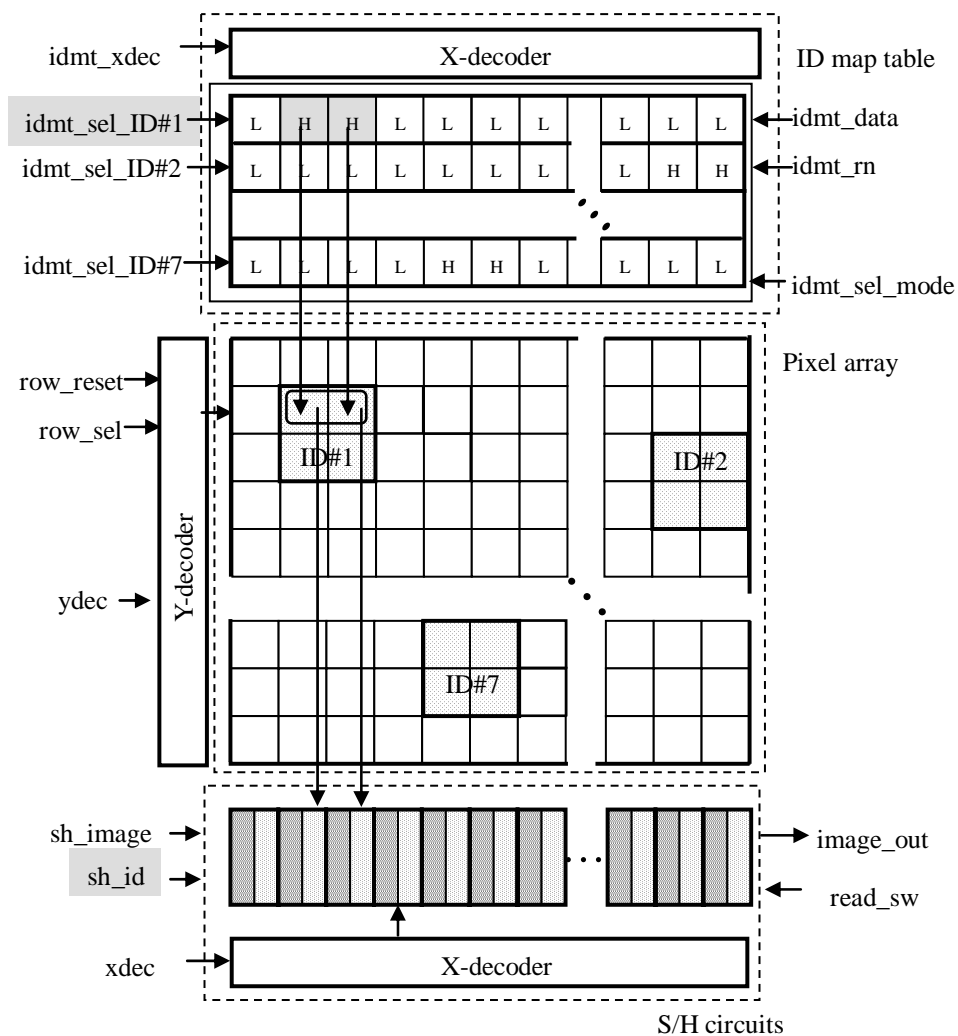 idmt_xdec
X-decoder
ID map table
idmt_sel_ID#1
L H H L L L L L L L
idmt_data
idmt_sel_ID#2
L L L L L L L L H H
idmt_rn
idmt_sel_ID#7
L L L L H H L L L L
idmt_sel_mode
Pixel array
row_reset
row_sel
ID#1
ID#2
Y-decoder
ydec
ID#7
sh_image
image_out
sh_id
read_sw
xdec
X-decoder
S/H circuits